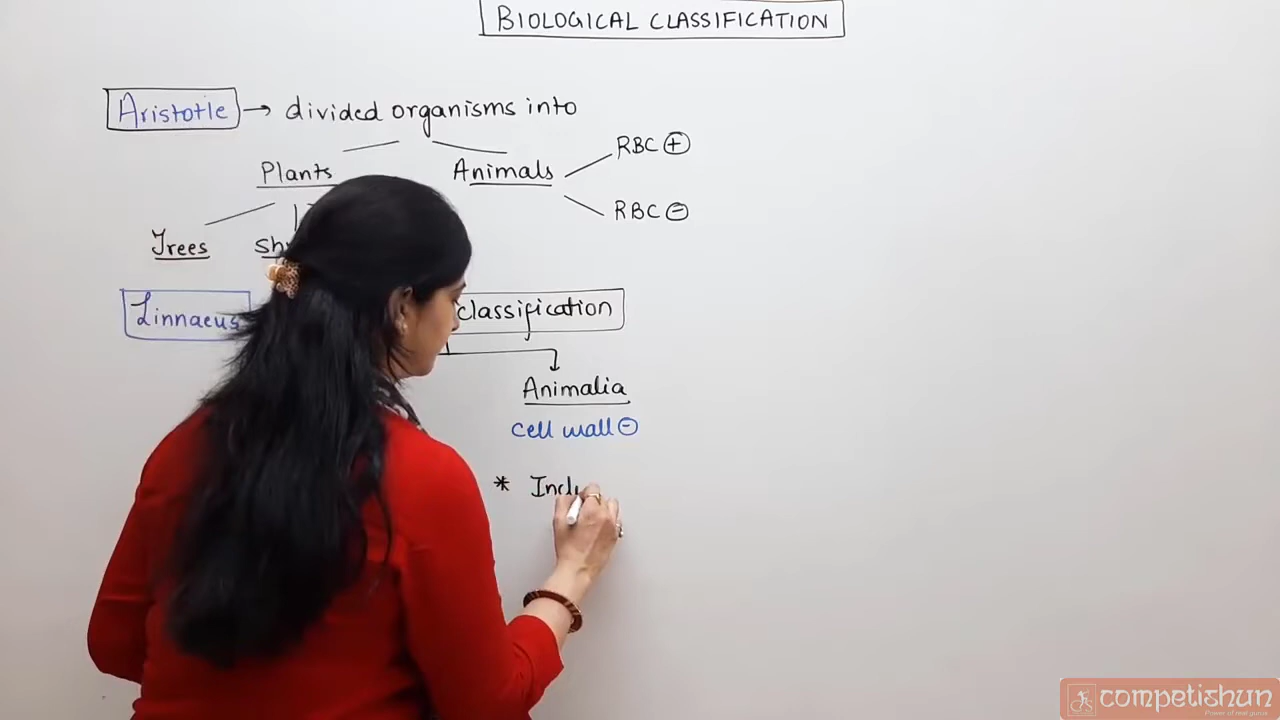 BIOLOGICAL CLASSIFICATION
Aristotle → divided organisms into
Plants Animals
RBC ⊕
RBC ⊖
Trees
Linnaeus classification
Animalia
cell wall ⊖
*
competishun